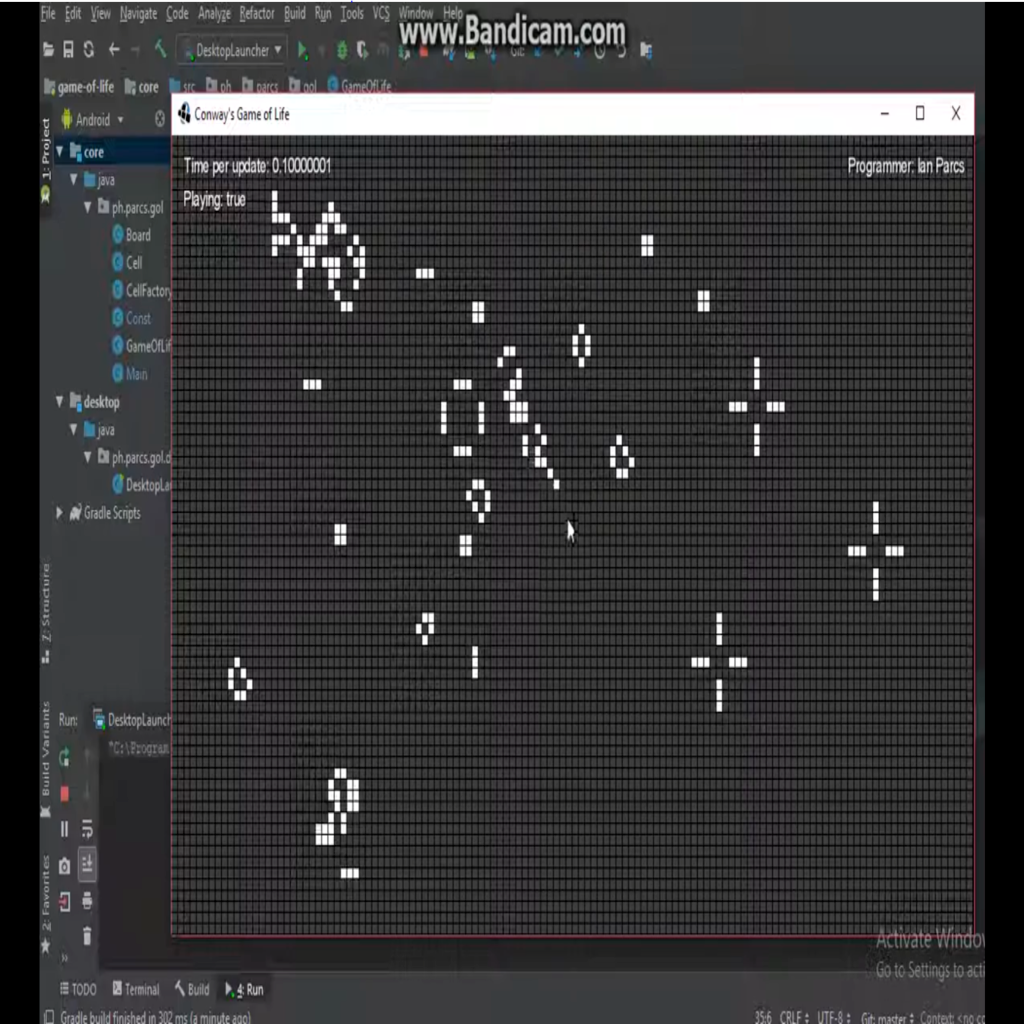 File Edit View Navigate Code Analyze Refactor Build Run Tools VCS Window Help
www.Bandicam.com
DesktopLauncher
Git:
game-of-life core src ph parcs gol GameOfLife
Android
Conway's Game of Life
1: Project
core
java
ph.parcs.gol
Board
Cell
CellFactory
Const
GameOfLif
Main
desktop
java
ph.parcs.gol.d
DesktopLa
Gradle Scripts
Time per update: 0.10000001
Programmer: Ian Parcs
Playing: true
7: Structure
Build Variants
2: Favorites
Run: DesktopLaunch
"C:\Program
Activate Windo
Go to Settings to acti
TODO Terminal Build 4: Run
Gradle build finished in 302 ms (a minute ago)
35:6 CRLF UTF-8 Git: master Context: <no c